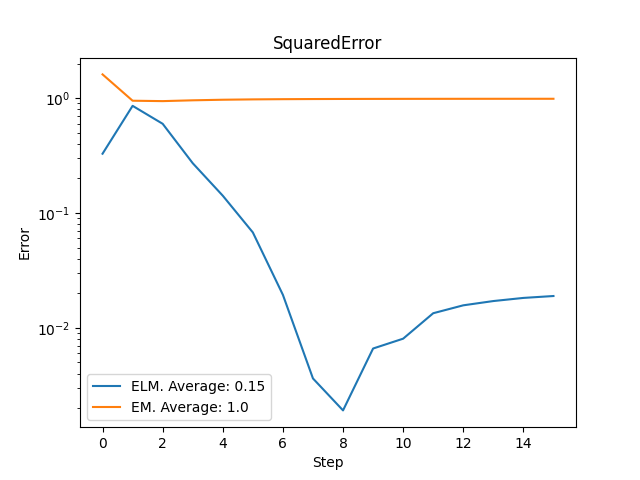 SquaredError
Error
10⁰
10⁻¹
10⁻²
ELM. Average: 0.15
EM. Average: 1.0
0 2 4 6 8 10 12 14
Step